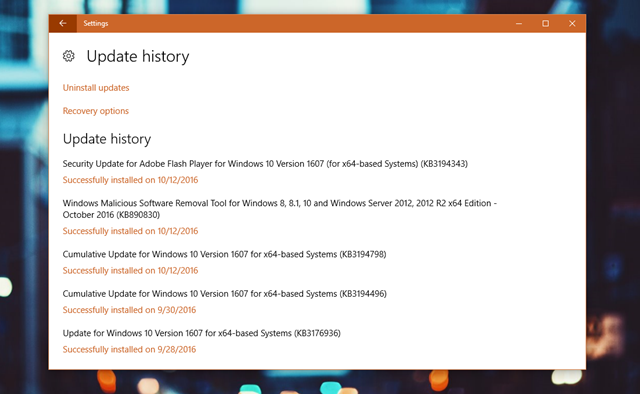 Settings
Update history
Uninstall updates
Recovery options
Update history
Security Update for Adobe Flash Player for Windows 10 Version 1607 (for x64-based Systems) (KB3194343)
Successfully installed on 10/12/2016
Windows Malicious Software Removal Tool for Windows 8, 8.1, 10 and Windows Server 2012, 2012 R2 x64 Edition -
October 2016 (KB890830)
Successfully installed on 10/12/2016
Cumulative Update for Windows 10 Version 1607 for x64-based Systems (KB3194798)
Successfully installed on 10/12/2016
Cumulative Update for Windows 10 Version 1607 for x64-based Systems (KB3194496)
Successfully installed on 9/30/2016
Update for Windows 10 Version 1607 for x64-based Systems (KB3176936)
Successfully installed on 9/28/2016